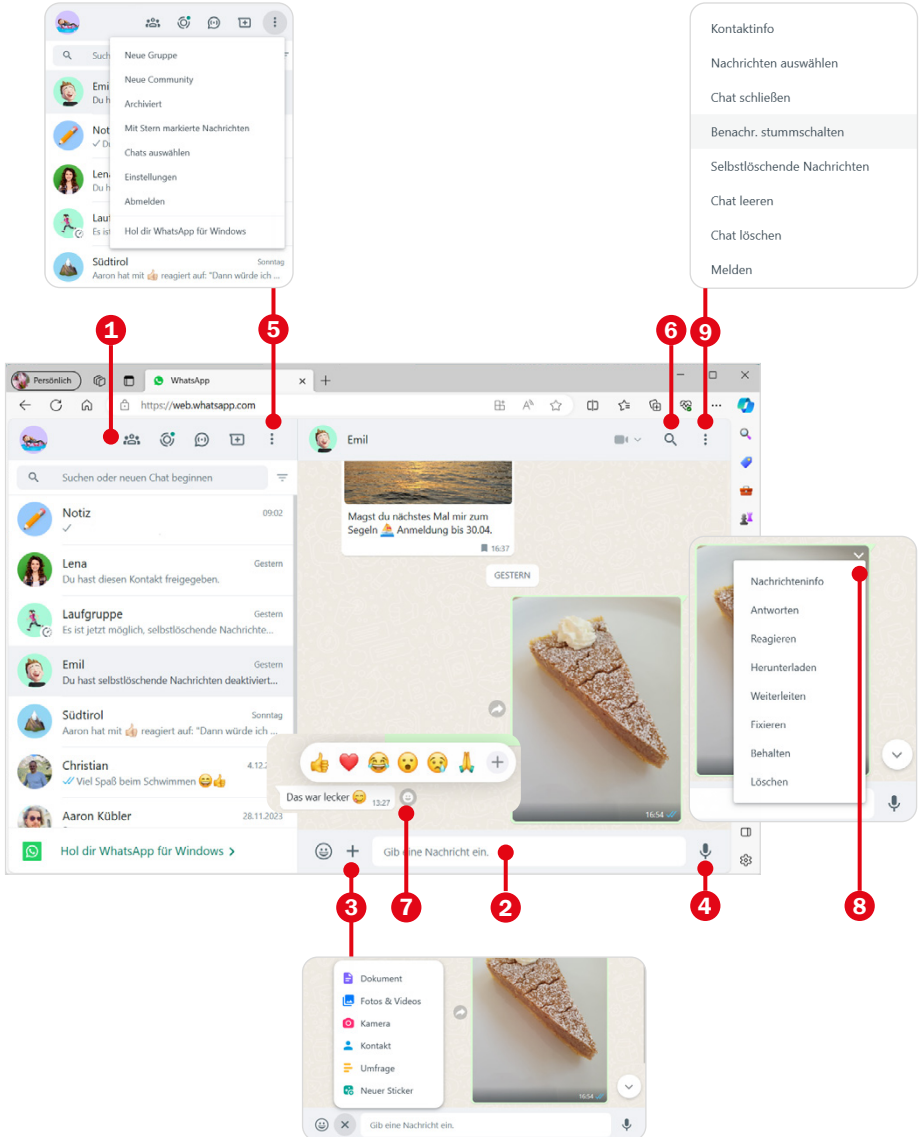 Such
Neue Gruppe
Neue Community
Archiviert
Mit Stern markierte Nachrichten
Chats auswählen
Einstellungen
Abmelden
Hol dir WhatsApp für Windows
Emi
Du h
Not
Len
Du h
Lauf
Es ist
Südtirol
Sonntag
Aaron hat mit 👍 reagiert auf: "Dann würde ich ...
Kontaktinfo
Nachrichten auswählen
Chat schließen
Benachr. stummschalten
Selbstlöschende Nachrichten
Chat leeren
Chat löschen
Melden
1
5
6
9
Persönlich
WhatsApp
https://web.whatsapp.com
Emil
Suchen oder neuen Chat beginnen
Notiz
09:02
Lena
Gestern
Du hast diesen Kontakt freigegeben.
Laufgruppe
Gestern
Es ist jetzt möglich, selbstlöschende Nachrichte...
Emil
Gestern
Du hast selbstlöschende Nachrichten deaktiviert...
Südtirol
Sonntag
Aaron hat mit 👍 reagiert auf: "Dann würde ich ...
Christian
4.12.2
Viel Spaß beim Schwimmen 😄👍
Aaron Kübler
28.11.2023
Hol dir WhatsApp für Windows
Magst du nächstes Mal mir zum
Segeln ⛵ Anmeldung bis 30.04.
16:37
GESTERN
16:54
Das war lecker 😋
13:27
Gib eine Nachricht ein.
Nachrichteninfo
Antworten
Reagieren
Herunterladen
Weiterleiten
Fixieren
Behalten
Löschen
3
7
2
4
8
Dokument
Fotos & Videos
Kamera
Kontakt
Umfrage
Neuer Sticker
16:54
Gib eine Nachricht ein.